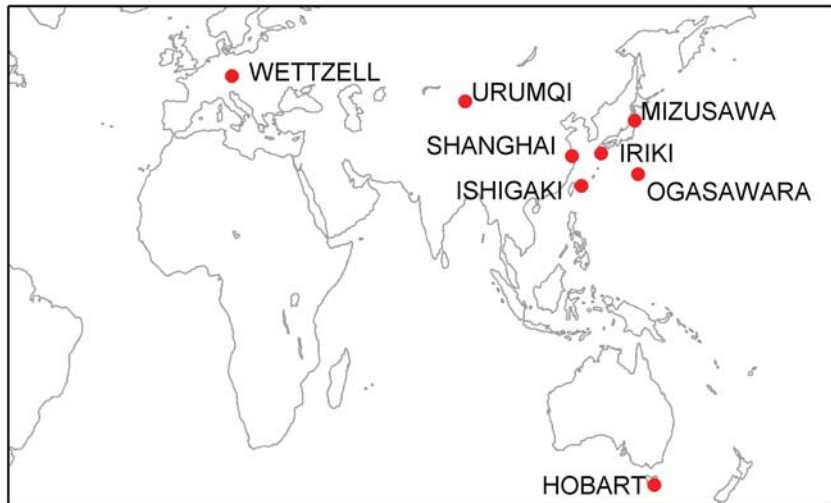 WETTZELL
URUMQI
MIZUSAWA
SHANGHAI
IRIKI
ISHIGAKI
OGASAWARA
HOBART